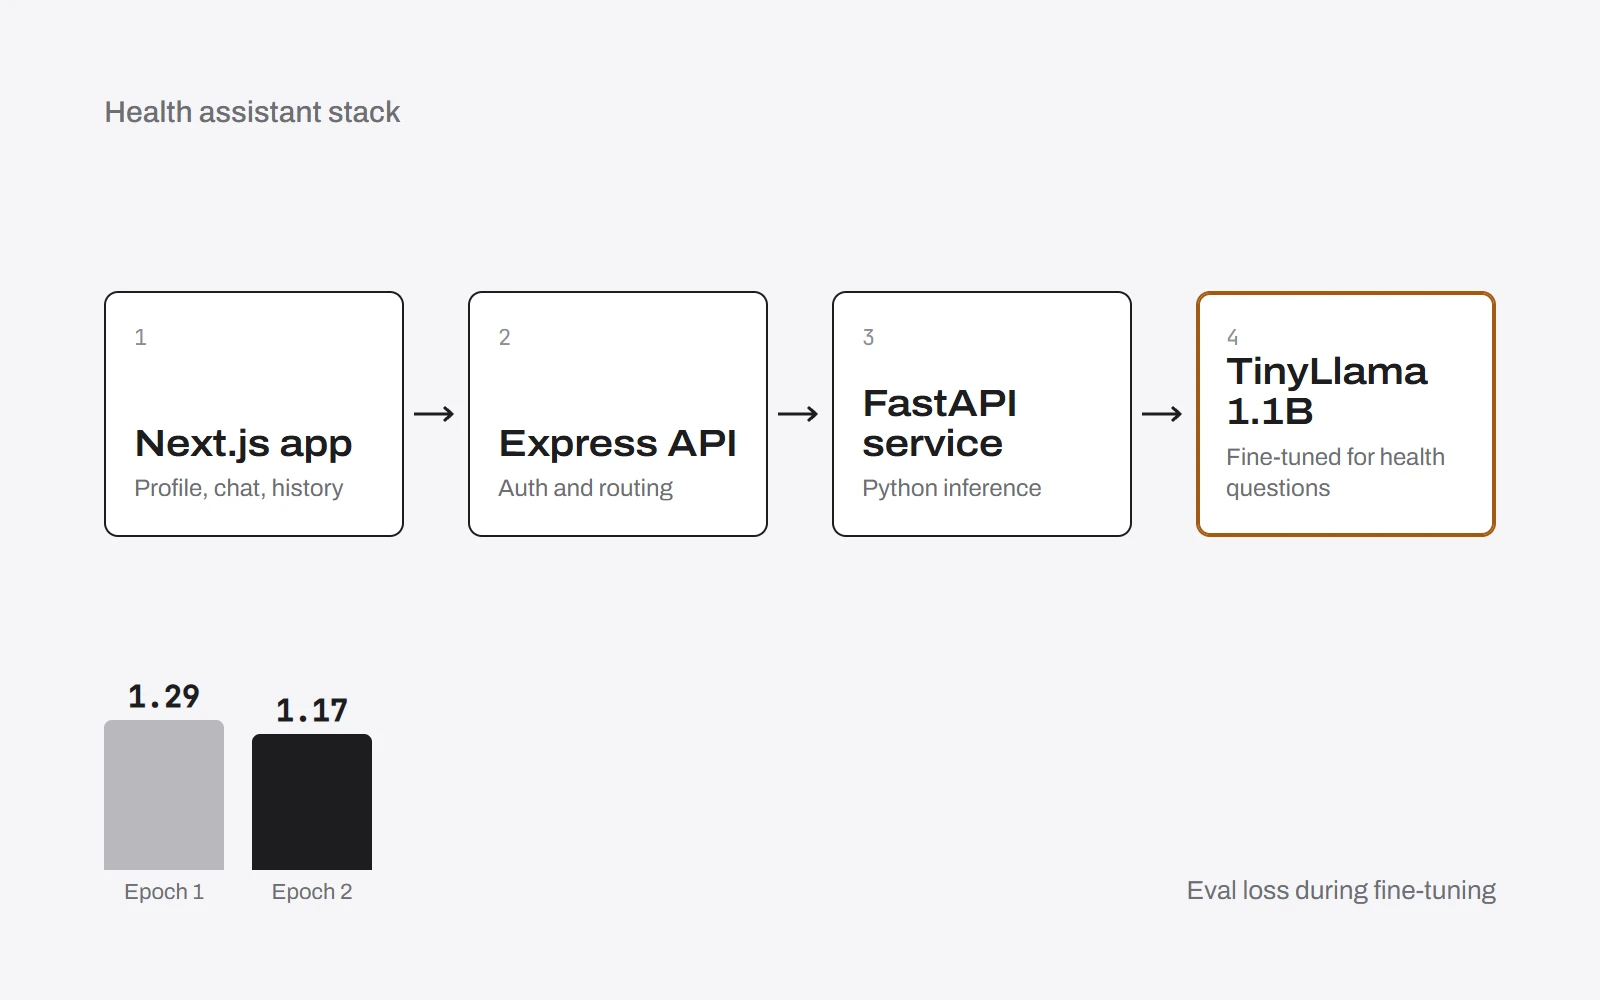 Health assistant stack
1
Next.js app
Profile, chat, history
2
Express API
Auth and routing
3
FastAPI
service
Python inference
4
TinyLlama
1.1B
Fine-tuned for health
questions
1.29
Epoch 1
1.17
Epoch 2
Eval loss during fine-tuning